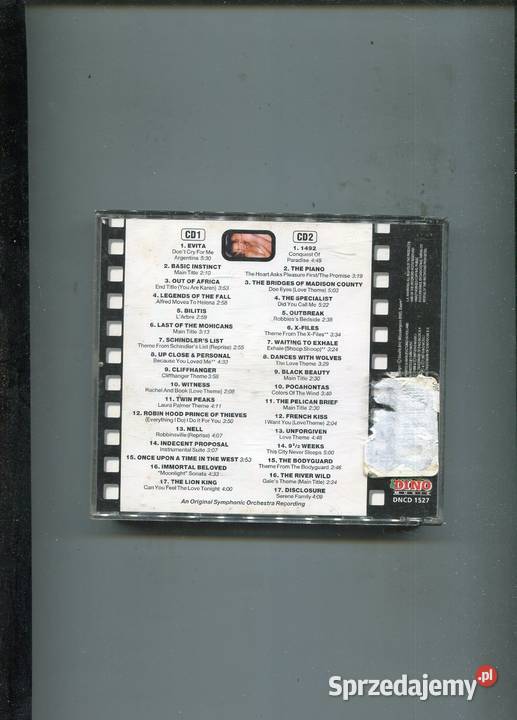 CD1
1. EVITA
Don't Cry For Me
Argentina 5:30
2. BASIC INSTINCT
Main Title 2:10
3. OUT OF AFRICA
End Title (You Are Karen) 3:53
4. LEGENDS OF THE FALL
Alfred Moves To Helena 2:58
5. BILITIS
L'Arbre 2:59
6. LAST OF THE MOHICANS
Main Title 3:13
7. SCHINDLER'S LIST
Theme From Schindler's List (Reprise) 2:55
8. UP CLOSE & PERSONAL
Because You Loved Me** 4:33
9. CLIFFHANGER
Cliffhanger Theme 3:58
10. WITNESS
Rachel And Book (Love Theme) 2:08
11. TWIN PEAKS
Laura Palmer Theme 4:11
12. ROBIN HOOD PRINCE OF THIEVES
(Everything I Do) I Do It For You 3:50
13. NELL
Robbinsville (Reprise) 4:07
14. INDECENT PROPOSAL
Instrumental Suite 3:07
15. ONCE UPON A TIME IN THE WEST 3:53
16. IMMORTAL BELOVED
"Moonlight" Sonata 4:33
17. THE LION KING
Can You Feel The Love Tonight 4:00
CD2
1. 1492
Conquest Of
Paradise 4:48
2. THE PIANO
The Heart Asks Pleasure First/The Promise 3:19
3. THE BRIDGES OF MADISON COUNTY
Doe Eyes (Love Theme) 5:03
4. THE SPECIALIST
Did You Call Me 5:22
5. OUTBREAK
Robbie's Bedside 2:38
6. X-FILES
Theme From The X-Files** 3:34
7. WAITING TO EXHALE
Exhale (Shoop Shoop)** 3:24
8. DANCES WITH WOLVES
The Love Theme 3:29
9. BLACK BEAUTY
Main Title 2:30
10. POCAHONTAS
Colors Of The Wind 3:40
11. THE PELICAN BRIEF
Main Title 2:30
12. FRENCH KISS
I Want You (Love Theme) 2:04
13. UNFORGIVEN
Love Theme 4:48
14. 9½ WEEKS
This City Never Sleeps 5:00
15. THE BODYGUARD
Theme From The Bodyguard 2:46
16. THE RIVER WILD
Gale's Theme (Main Title) 2:34
17. DISCLOSURE
Serene Family 4:09
An Original Symphonic Orchestra Recording
DINO
MUSIC
DNCD 1527
Sprzedajemy.pl